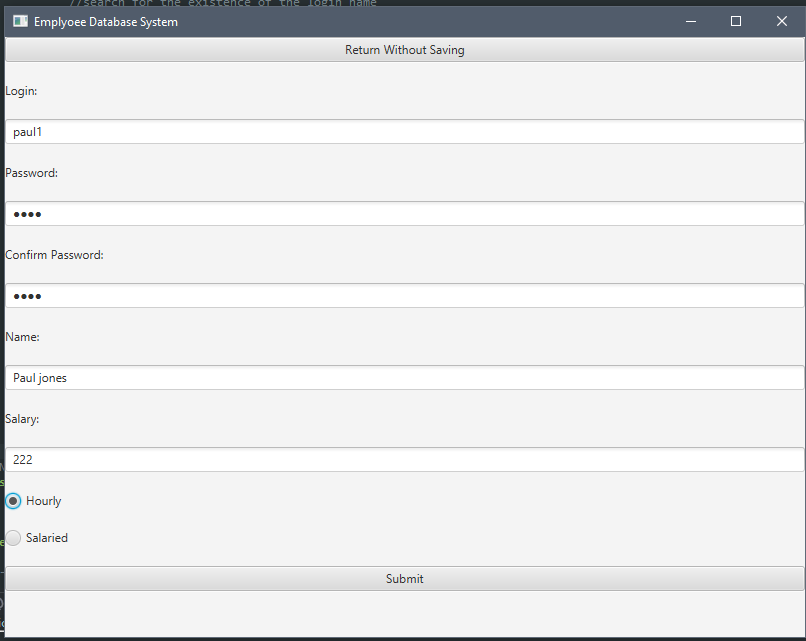 //search for the existence of the login name
Emplyoee Database System
Return Without Saving
Login:
paul1
Password:
••••
Confirm Password:
••••
Name:
Paul jones
Salary:
222
Hourly
Salaried
Submit